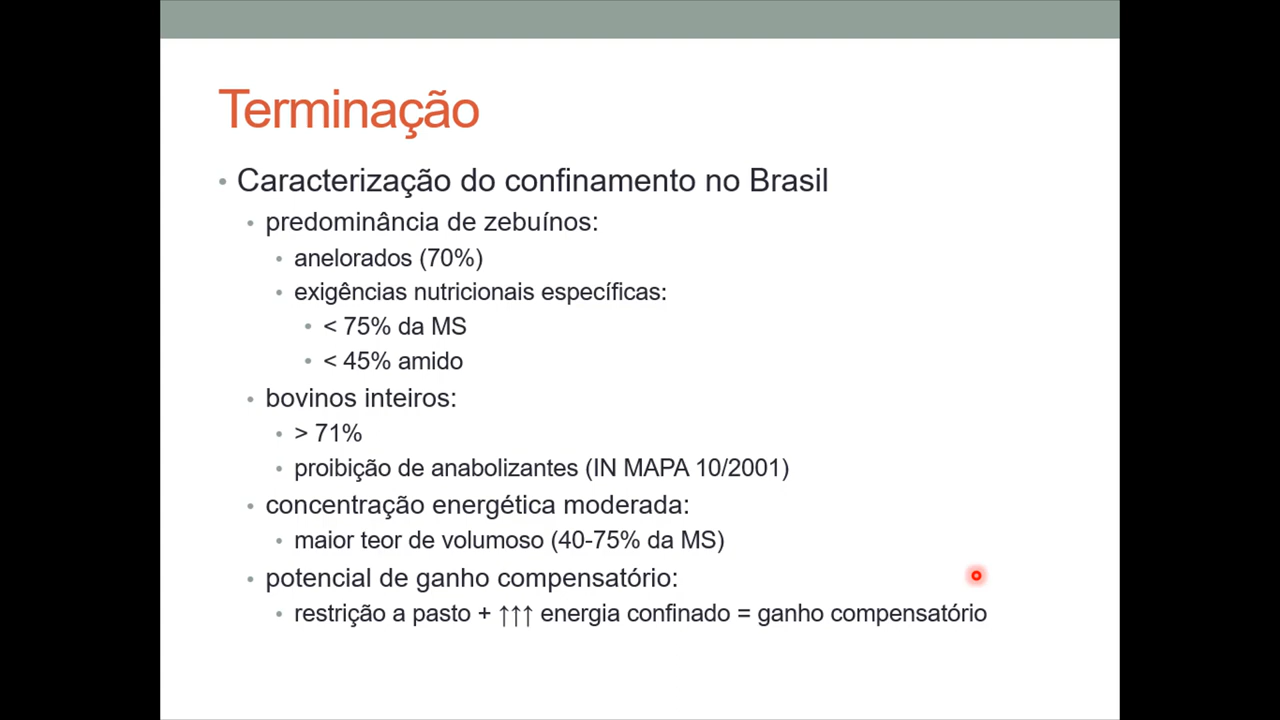 Terminação
• Caracterização do confinamento no Brasil
• predominância de zebuínos:
• anelorados (70%)
• exigências nutricionais específicas:
• < 75% da MS
• < 45% amido
• bovinos inteiros:
• > 71%
• proibição de anabolizantes (IN MAPA 10/2001)
• concentração energética moderada:
• maior teor de volumoso (40-75% da MS)
• potencial de ganho compensatório:
• restrição a pasto + ↑↑↑ energia confinado = ganho compensatório